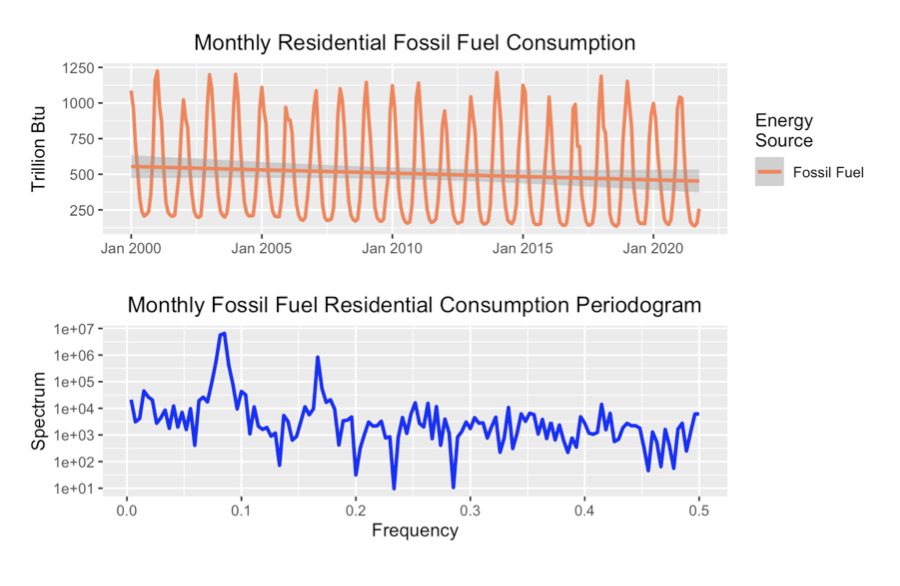 Monthly Residential Fossil Fuel Consumption
Trillion Btu
1250
1000
750
500
250
Jan 2000
Jan 2005
Jan 2010
Jan 2015
Jan 2020
Energy
Source
Fossil Fuel
Monthly Fossil Fuel Residential Consumption Periodogram
Spectrum
1e+07
1e+06
1e+05
1e+04
1e+03
1e+02
1e+01
0.0
0.1
0.2
0.3
0.4
0.5
Frequency